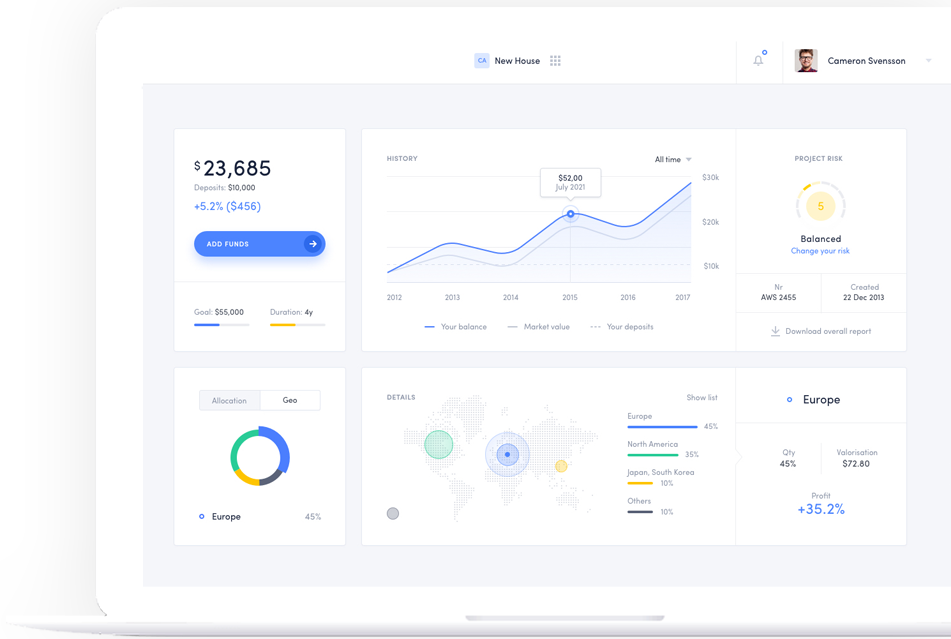 CA New House
Cameron Svensson
$23,685
Deposits: $10,000
+5.2% ($456)
ADD FUNDS
Goal: $55,000
Duration: 4y
HISTORY
All time
$52,00
July 2021
$30k
$20k
$10k
2012 2013 2014 2015 2016 2017
Your balance Market value Your deposits
PROJECT RISK
5
Balanced
Change your risk
Nr
AWS 2455
Created
22 Dec 2013
Download overall report
Allocation Geo
Europe 45%
DETAILS
Show list
Europe
45%
North America
35%
Japan, South Korea
10%
Others
10%
Europe
Qty
45%
Valorisation
$72.80
Profit
+35.2%